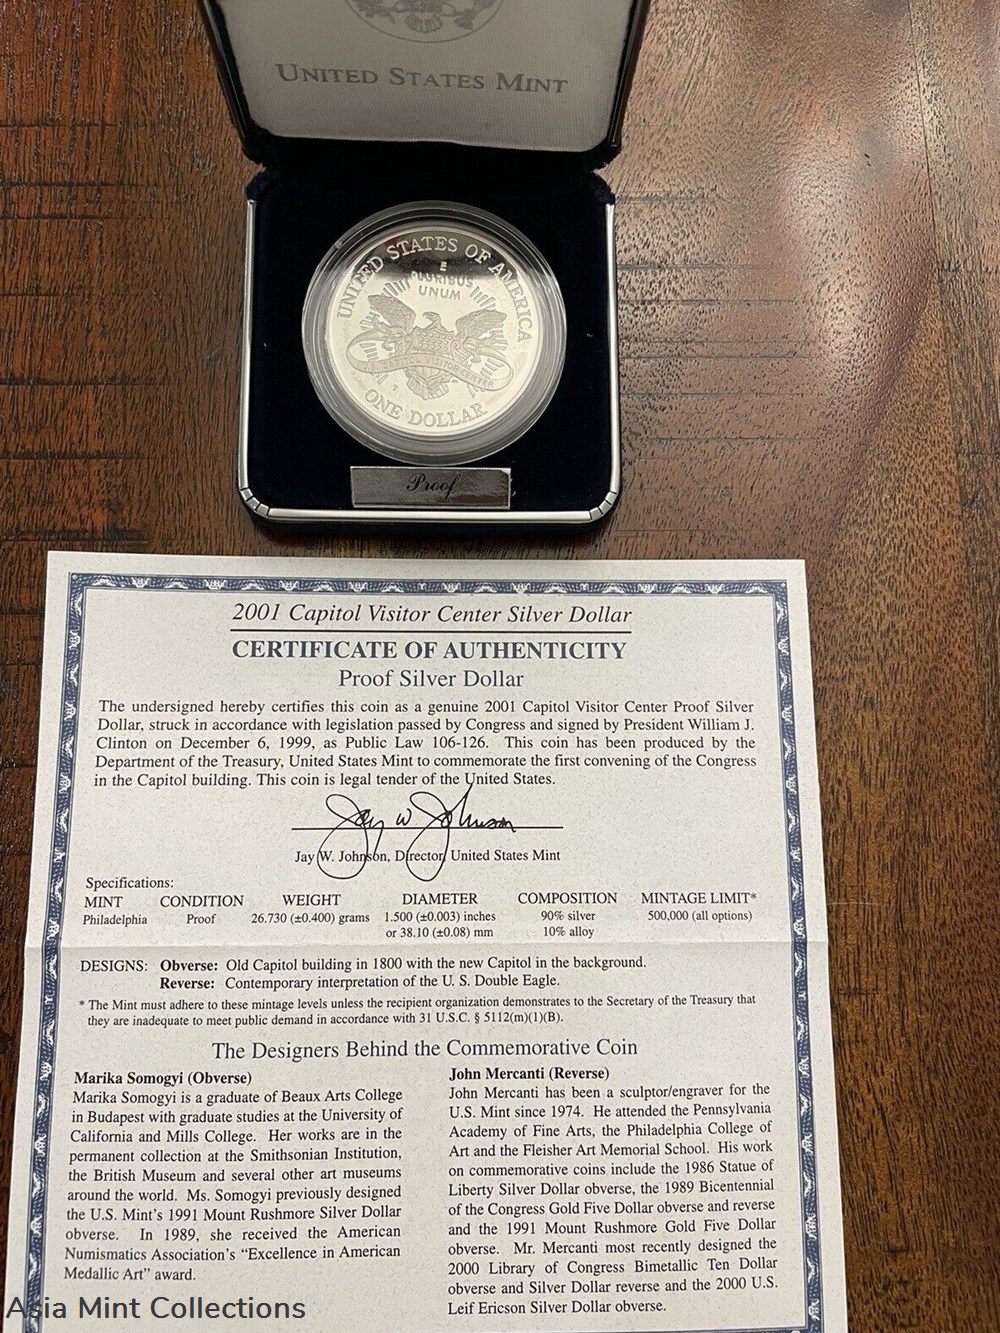 UNITED STATES MINT
UNITED STATES OF AMERICA
E
PLURIBUS
UNUM
U.S. CAPITOL VISITOR CENTER
P
ONE DOLLAR
Proof
2001 Capitol Visitor Center Silver Dollar
CERTIFICATE OF AUTHENTICITY
Proof Silver Dollar
The undersigned hereby certifies this coin as a genuine 2001 Capitol Visitor Center Proof Silver
Dollar, struck in accordance with legislation passed by Congress and signed by President William J.
Clinton on December 6, 1999, as Public Law 106-126. This coin has been produced by the
Department of the Treasury, United States Mint to commemorate the first convening of the Congress
in the Capitol building. This coin is legal tender of the United States.
Jay W. Johnson
Jay W. Johnson, Director, United States Mint
Specifications:
MINT CONDITION WEIGHT DIAMETER COMPOSITION MINTAGE LIMIT*
Philadelphia Proof 26.730 (±0.400) grams 1.500 (±0.003) inches 90% silver 500,000 (all options)
or 38.10 (±0.08) mm 10% alloy
DESIGNS: Obverse: Old Capitol building in 1800 with the new Capitol in the background.
Reverse: Contemporary interpretation of the U. S. Double Eagle.
* The Mint must adhere to these mintage levels unless the recipient organization demonstrates to the Secretary of the Treasury that
they are inadequate to meet public demand in accordance with 31 U.S.C. § 5112(m)(1)(B).
The Designers Behind the Commemorative Coin
Marika Somogyi (Obverse)
Marika Somogyi is a graduate of Beaux Arts College
in Budapest with graduate studies at the University of
California and Mills College. Her works are in the
permanent collection at the Smithsonian Institution,
the British Museum and several other art museums
around the world. Ms. Somogyi previously designed
the U.S. Mint's 1991 Mount Rushmore Silver Dollar
obverse. In 1989, she received the American
Numismatics Association's "Excellence in American
Medallic Art" award.
John Mercanti (Reverse)
John Mercanti has been a sculptor/engraver for the
U.S. Mint since 1974. He attended the Pennsylvania
Academy of Fine Arts, the Philadelphia College of
Art and the Fleisher Art Memorial School. His work
on commemorative coins include the 1986 Statue of
Liberty Silver Dollar obverse, the 1989 Bicentennial
of the Congress Gold Five Dollar obverse and reverse
and the 1991 Mount Rushmore Gold Five Dollar
obverse. Mr. Mercanti most recently designed the
2000 Library of Congress Bimetallic Ten Dollar
obverse and Silver Dollar reverse and the 2000 U.S.
Leif Ericson Silver Dollar obverse.
Asia Mint Collections